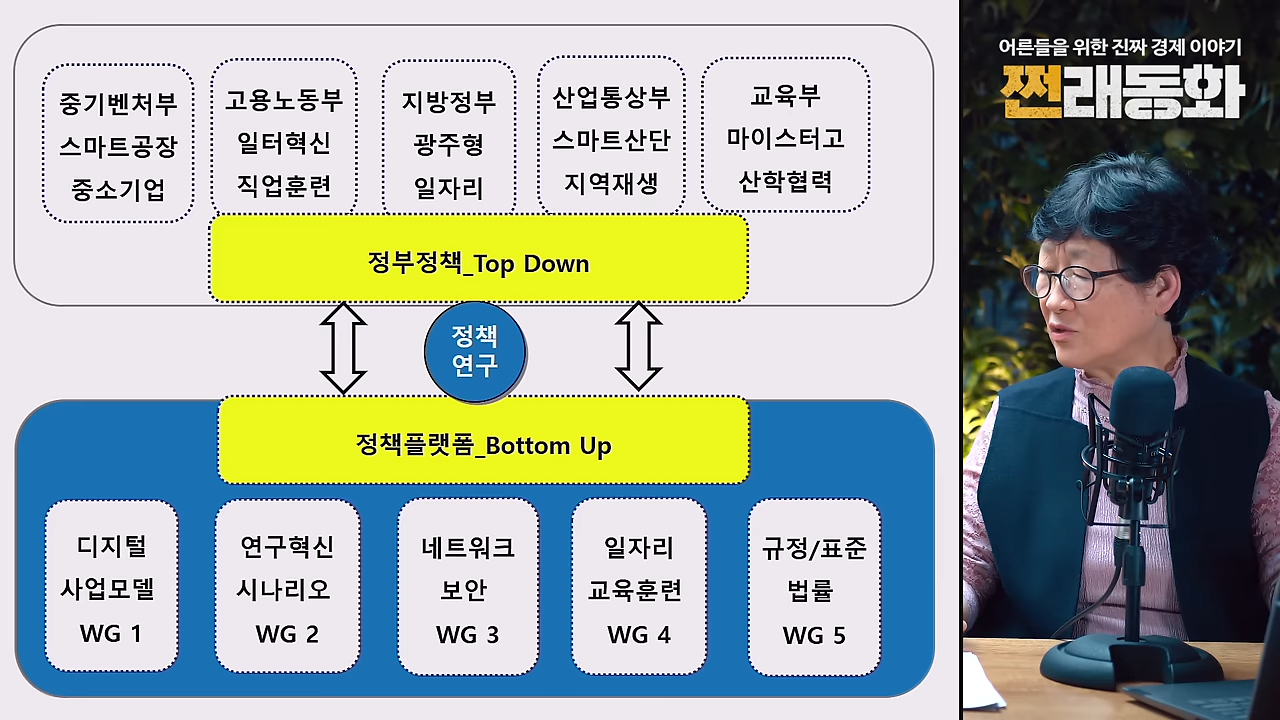 중기벤처부
스마트공장
중소기업
고용노동부
일터혁신
직업훈련
지방정부
광주형
일자리
산업통상부
스마트산단
지역재생
교육부
마이스터고
산학협력
정부정책_Top Down
정책
연구
정책플랫폼_Bottom Up
디지털
사업모델
WG 1
연구혁신
시나리오
WG 2
네트워크
보안
WG 3
일자리
교육훈련
WG 4
규정/표준
법률
WG 5
어른들을 위한 진짜 경제 이야기
쩐래동화